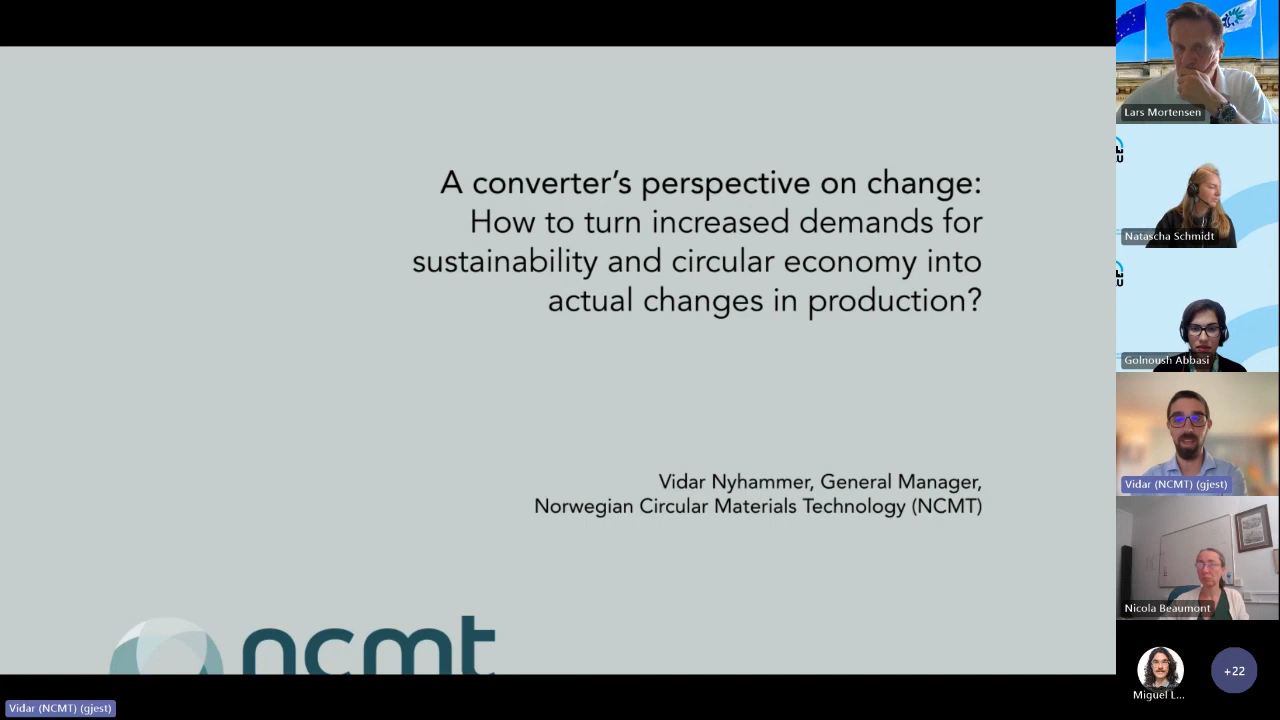 A converter’s perspective on change:
How to turn increased demands for
sustainability and circular economy into
actual changes in production?
Vidar Nyhammer, General Manager,
Norwegian Circular Materials Technology (NCMT)
ncmt
Vidar (NCMT) (gjest)
Lars Mortensen
Natascha Schmidt
Golnoush Abbasi
Vidar (NCMT) (gjest)
Nicola Beaumont
Miguel L...
+22